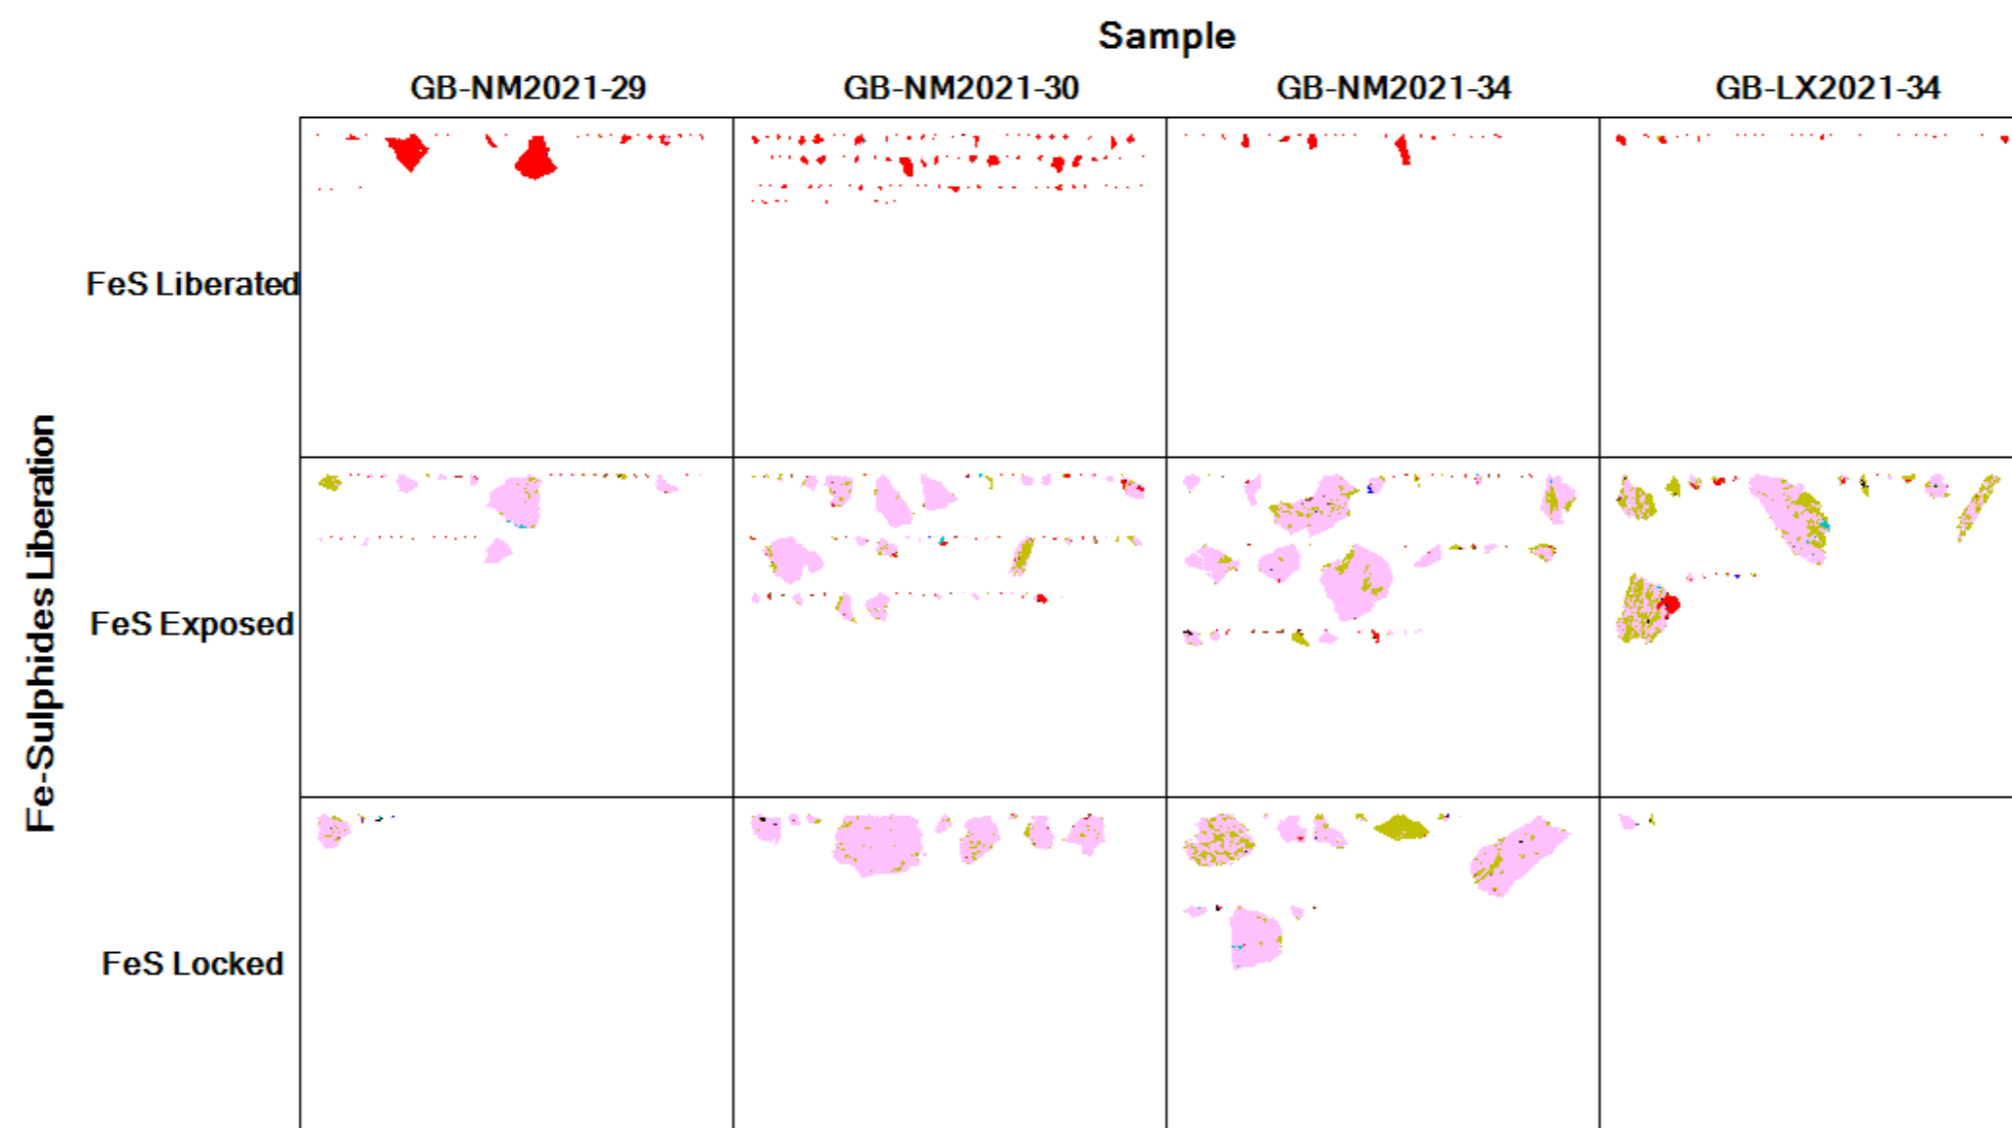 Sample
GB-NM2021-29 GB-NM2021-30 GB-NM2021-34 GB-LX2021-34
Fe-Sulphides Liberation
FeS Liberated
FeS Exposed
FeS Locked